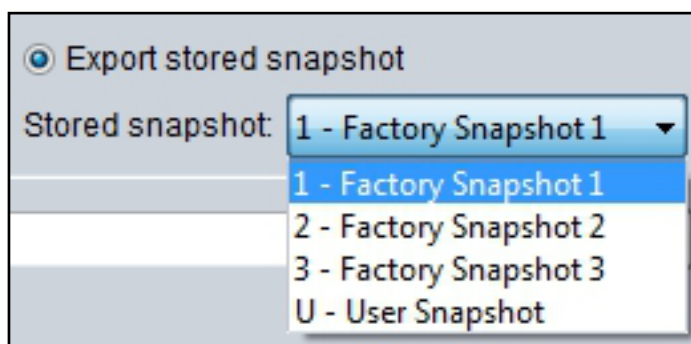 Export stored snapshot
Stored snapshot: 1 - Factory Snapshot 1
1 - Factory Snapshot 1
2 - Factory Snapshot 2
3 - Factory Snapshot 3
U - User Snapshot